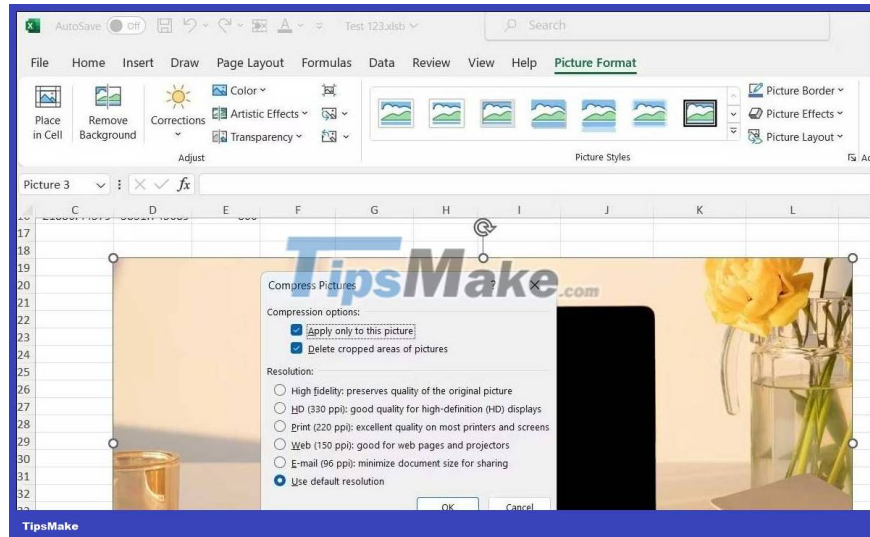 AutoSave Off Test 123.xlsb Search
File Home Insert Draw Page Layout Formulas Data Review View Help Picture Format
Place in Cell
Remove Background
Corrections
Color
Artistic Effects
Transparency
Adjust
Picture Styles
Picture Border
Picture Effects
Picture Layout
Picture 3 fx
C D E F G H I J K L
17
18
19
20
21
22
23
24
25
26
27
28
29
30
31
32
TipsMake.com
Compress Pictures ?
Compression options:
Apply only to this picture
Delete cropped areas of pictures
Resolution:
High fidelity: preserves quality of the original picture
HD (330 ppi): good quality for high-definition (HD) displays
Print (220 ppi): excellent quality on most printers and screens
Web (150 ppi): good for web pages and projectors
E-mail (96 ppi): minimize document size for sharing
Use default resolution
OK Cancel
TipsMake